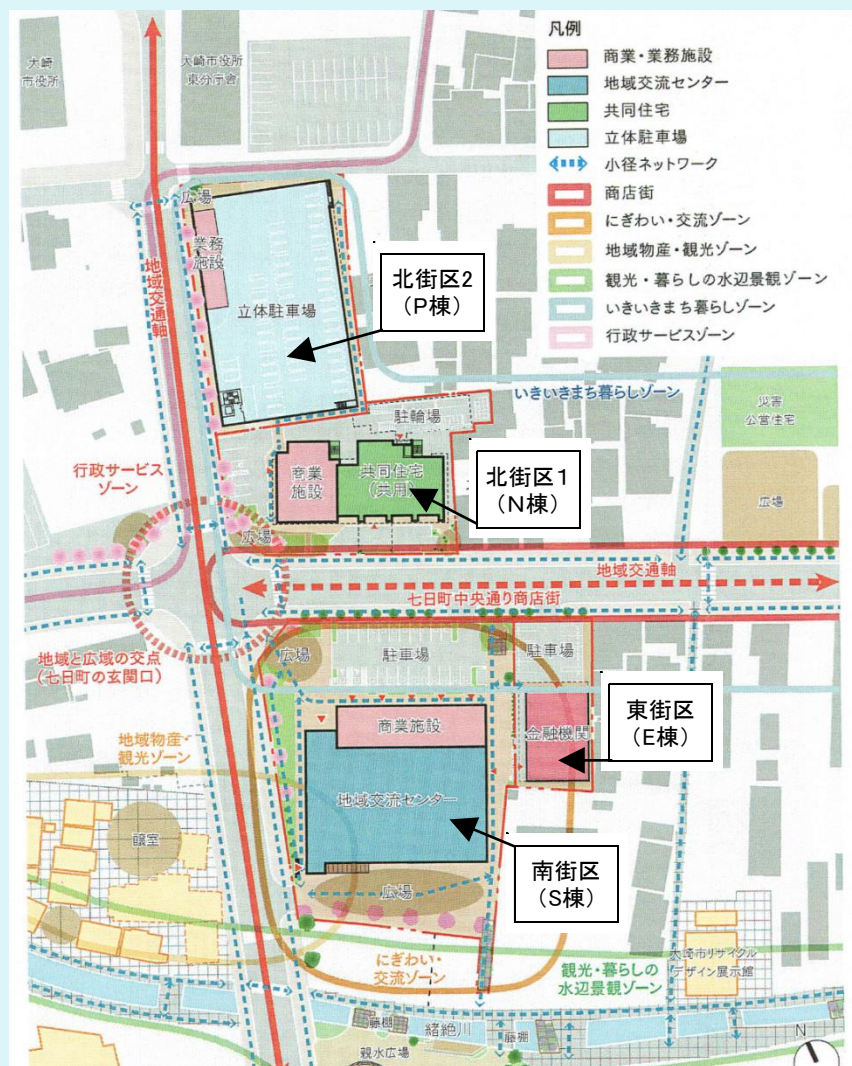 凡例
商業・業務施設
地域交流センター
共同住宅
立体駐車場
小径ネットワーク
商店街
にぎわい・交流ゾーン
地域物産・観光ゾーン
観光・暮らしの水辺景観ゾーン
いきいきまち暮らしゾーン
行政サービスゾーン
大崎
市役所
大崎市役所
東分庁舎
広場
業務
施設
地域交通軸
立体駐車場
北街区2
(P棟)
いきいきまち暮らしゾーン
災害
公営住宅
広場
駐輪場
行政サービス
ゾーン
商業
施設
共同住宅
(共用)
北街区1
(N棟)
広場
地域交通軸
七日町中央通り商店街
地域と広域の交点
(七日町の玄関口)
広場
駐車場
駐車場
商業施設
金融機関
東街区
(E棟)
地域物産・
観光ゾーン
醸室
地域交流センター
南街区
(S棟)
広場
にぎわい・
交流ゾーン
観光・暮らしの
水辺景観ゾーン
大崎市リサイクル
デザイン展示館
藤棚
緒絶川
藤棚
親水広場
N